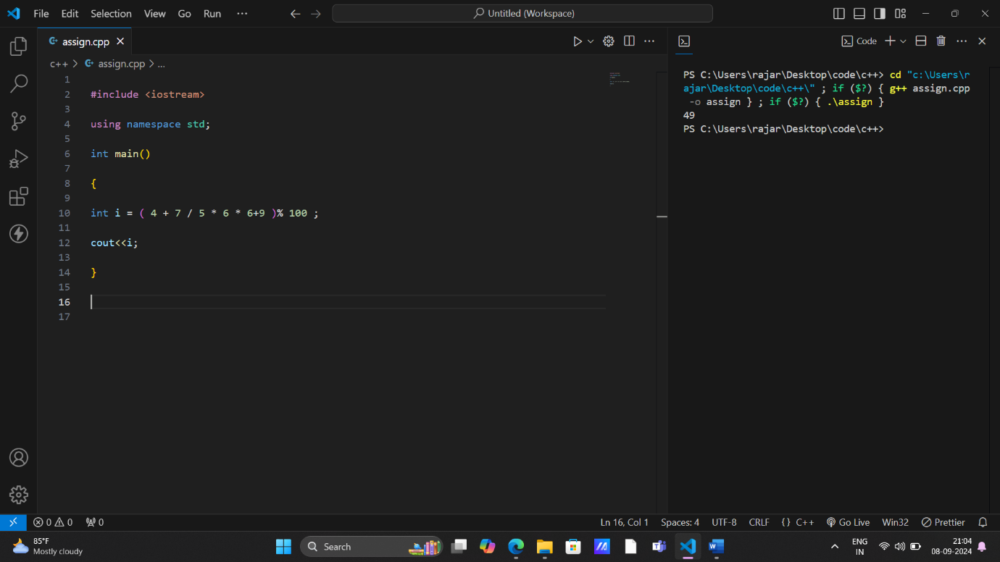 File Edit Selection View Go Run ··· Untitled (Workspace)
assign.cpp
Code
c++ > assign.cpp > ...
1
2 #include <iostream>
3
4 using namespace std;
5
6 int main()
7
8 {
9
10 int i = ( 4 + 7 / 5 * 6 * 6+9 )% 100 ;
11
12 cout<<i;
13
14 }
15
16
17
PS C:\Users\rajar\Desktop\code\c++> cd "c:\Users\r
ajar\Desktop\code\c++\" ; if ($?) { g++ assign.cpp
-o assign } ; if ($?) { .\assign }
49
PS C:\Users\rajar\Desktop\code\c++>
0 0 0 Ln 16, Col 1 Spaces: 4 UTF-8 CRLF {} C++ Go Live Win32 Prettier
85°F
Mostly cloudy
Search
ENG
IN
21:04
08-09-2024